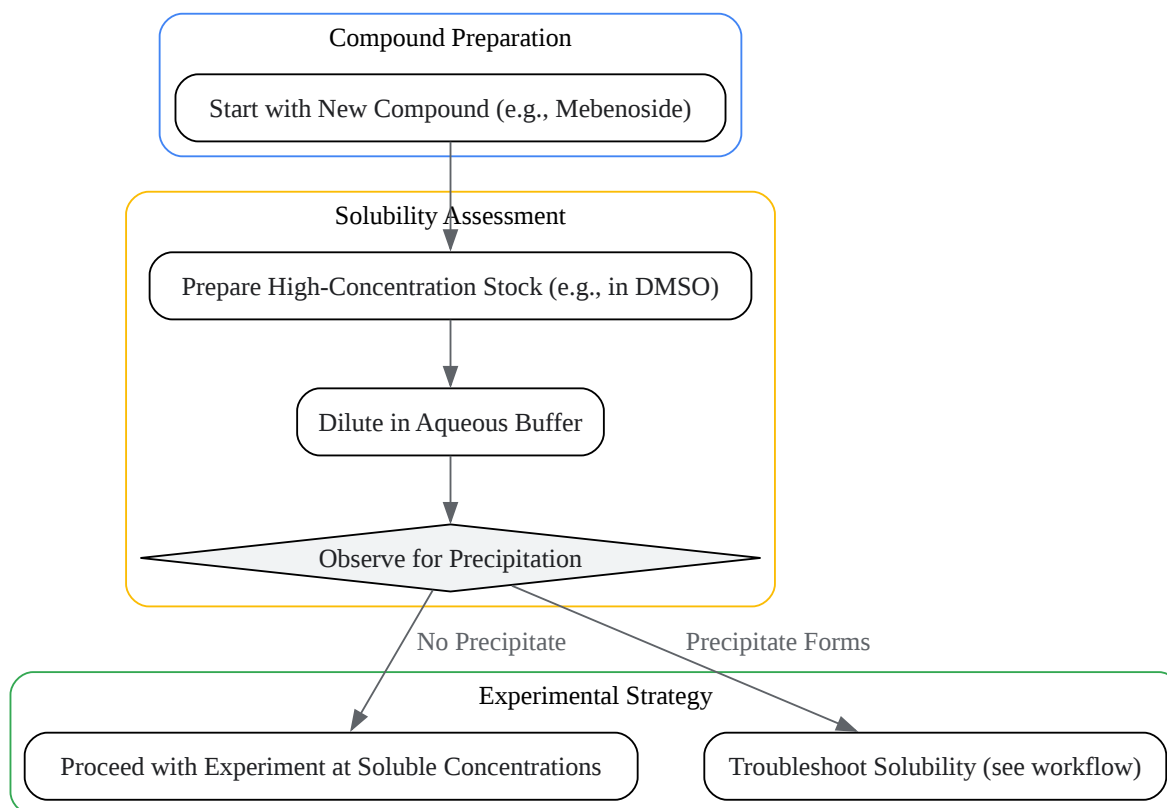 Compound Preparation
Start with New Compound (e.g., Mebenoside)
Solubility Assessment
Prepare High-Concentration Stock (e.g., in DMSO)
Dilute in Aqueous Buffer
Observe for Precipitation
No Precipitate
Precipitate Forms
Experimental Strategy
Proceed with Experiment at Soluble Concentrations
Troubleshoot Solubility (see workflow)